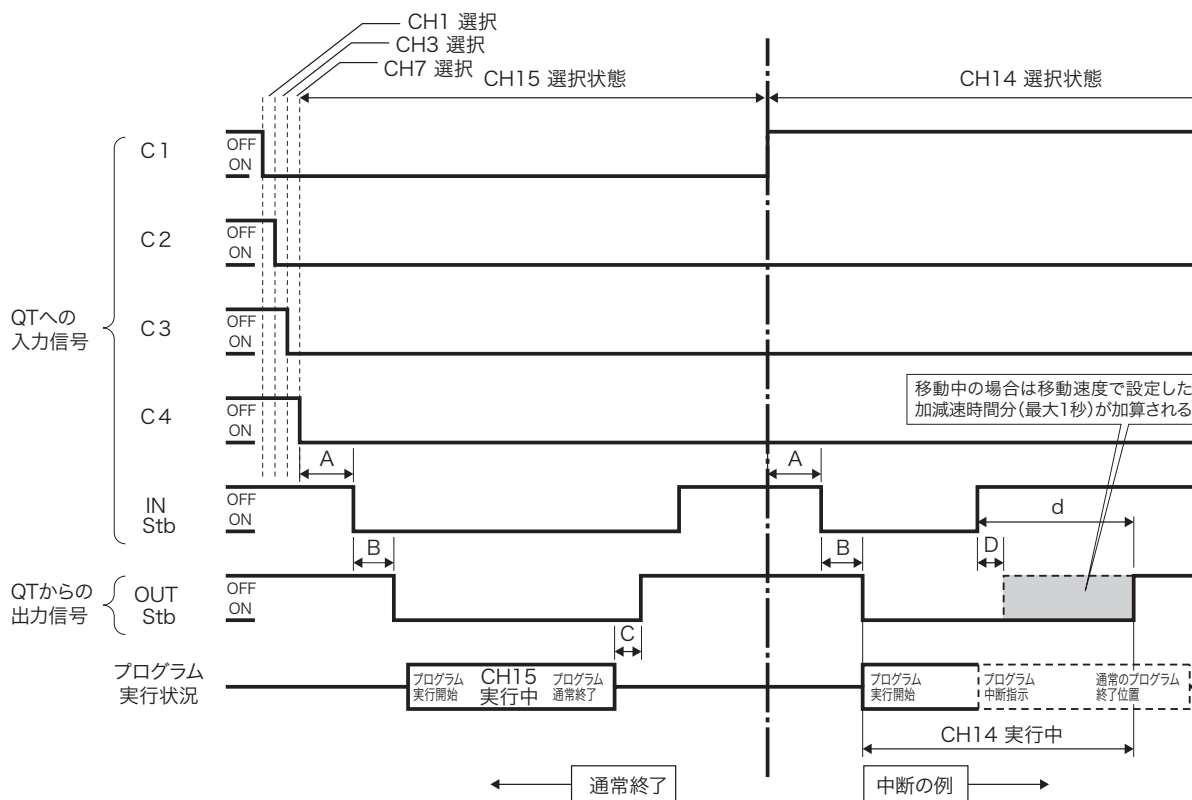 CH1 選択
CH3 選択
CH7 選択
CH15 選択状態
CH14 選択状態
C1
OFF
ON
C2
OFF
ON
QTへの
入力信号
C3
OFF
ON
移動中の場合は移動速度で設定した
加減速時間分(最大1秒)が加算される
C4
OFF
ON
A
A
IN
Stb
OFF
ON
d
B
B
D
QTからの
出力信号
OUT
Stb
OFF
ON
C
プログラム
実行状況
プログラム
実行開始
CH15
実行中
プログラム
通常終了
プログラム
実行開始
プログラム
中断指示
通常のプログラム
終了位置
CH14 実行中
通常終了
中断の例